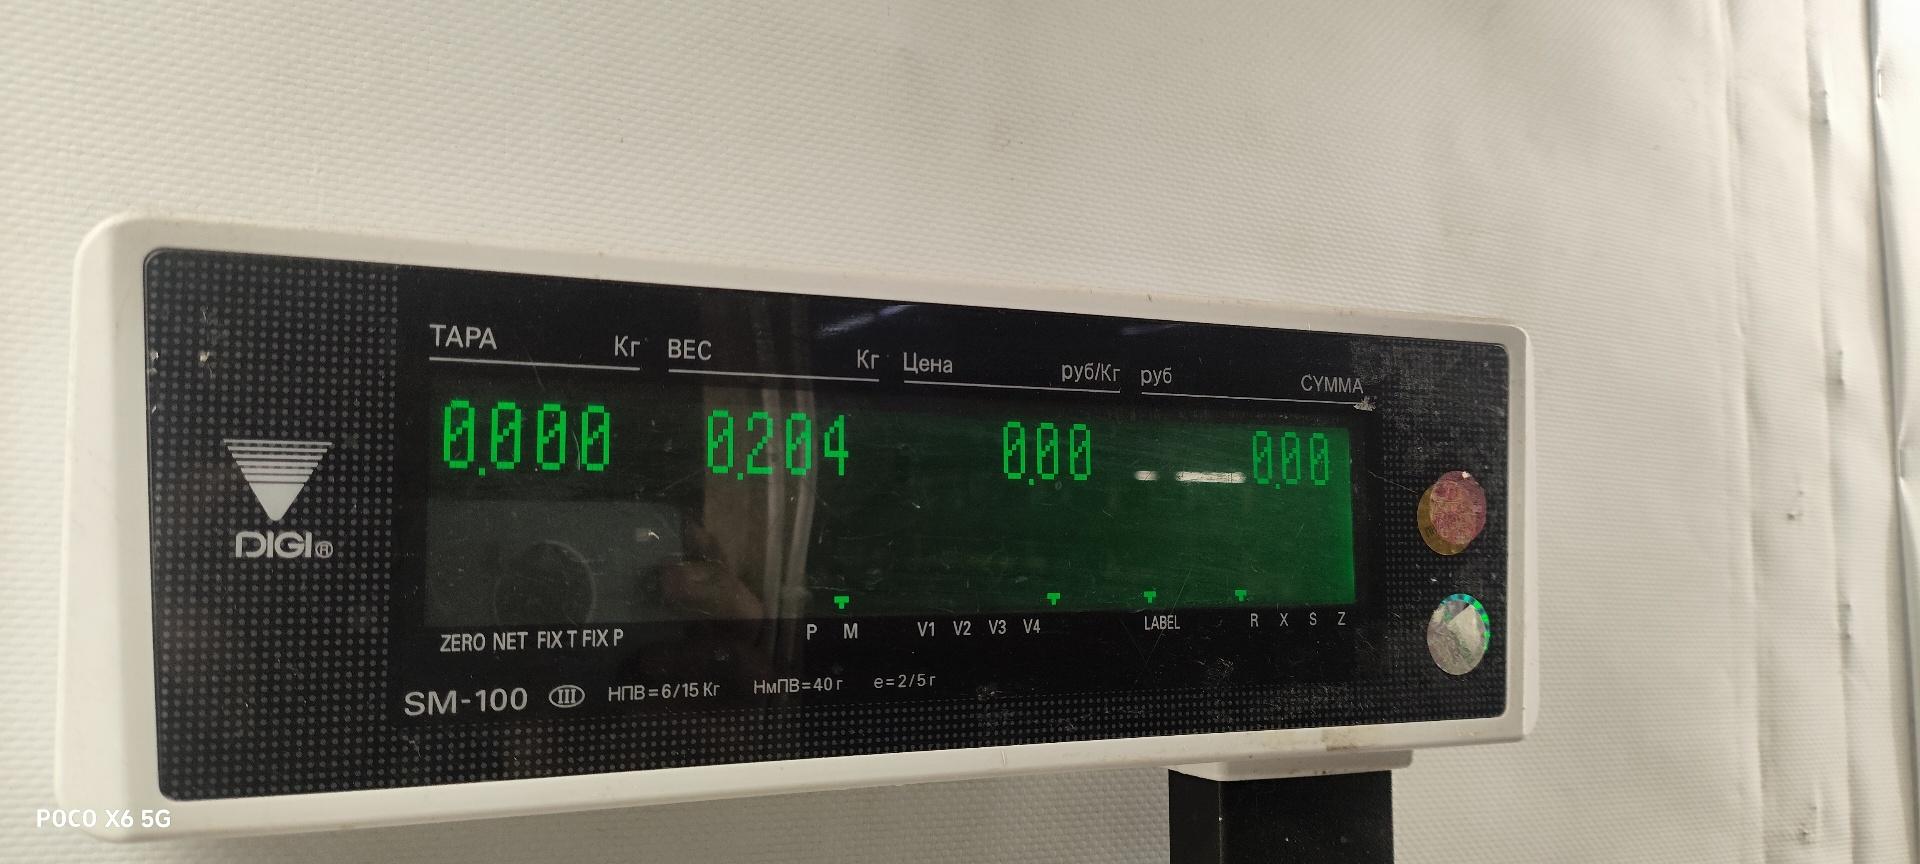 ТАРА Кг ВЕС Кг Цена руб/Кг руб СУММА
0.000 0.204 0.00 0.00
DIGI®
ZERO NET FIX T FIX P P M V1 V2 V3 V4 LABEL R X S Z
SM-100 III НПВ=6/15 Кг НмПВ=40 г е=2/5 г
POCO X6 5G